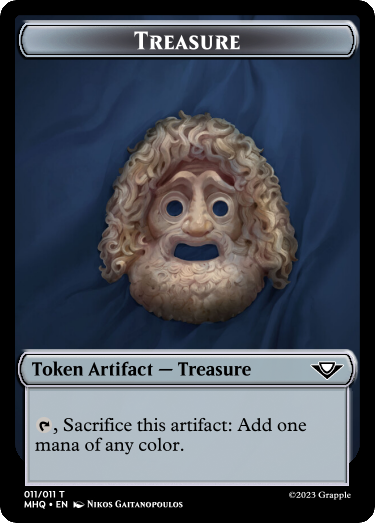 Treasure
Token Artifact — Treasure
, Sacrifice this artifact: Add one
mana of any color.
011/011 T
MHQ • EN Nikos Gaitanopoulos
©2023 Grapple